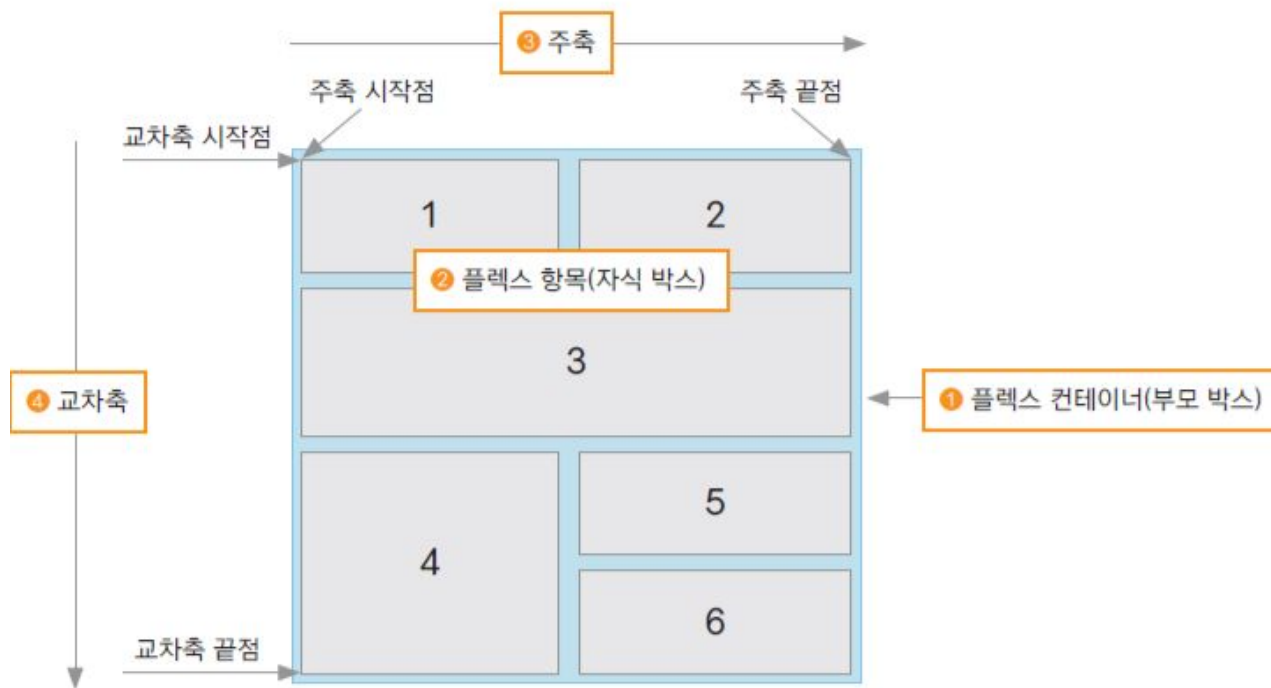 ❸ 주축
주축 시작점
주축 끝점
교차축 시작점
1
2
❷ 플렉스 항목(자식 박스)
3
❹ 교차축
❶ 플렉스 컨테이너(부모 박스)
5
4
6
교차축 끝점